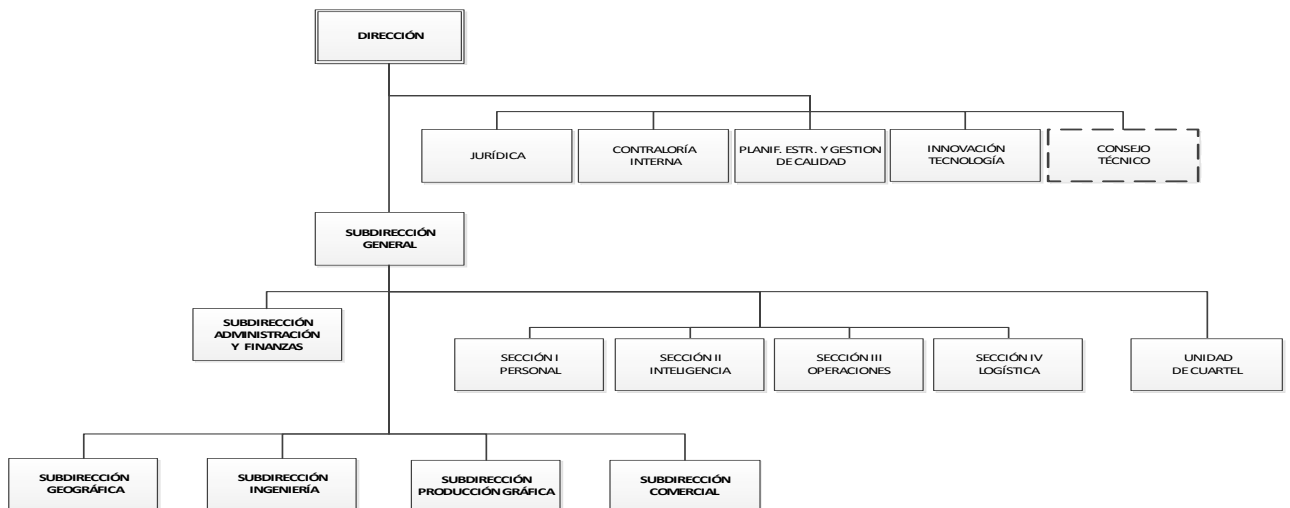 DIRECCIÓN
JURÍDICA
CONTRALORÍA
INTERNA
PLANIF. ESTR. Y GESTION
DE CALIDAD
INNOVACIÓN
TECNOLOGÍA
CONSEJO
TÉCNICO
SUBDIRECCIÓN
GENERAL
SUBDIRECCIÓN
ADMINISTRACIÓN
Y FINANZAS
SECCIÓN I
PERSONAL
SECCIÓN II
INTELIGENCIA
SECCIÓN III
OPERACIONES
SECCIÓN IV
LOGÍSTICA
UNIDAD
DE CUARTEL
SUBDIRECCIÓN
GEOGRÁFICA
SUBDIRECCIÓN
INGENIERÍA
SUBDIRECCIÓN
PRODUCCIÓN GRÁFICA
SUBDIRECCIÓN
COMERCIAL